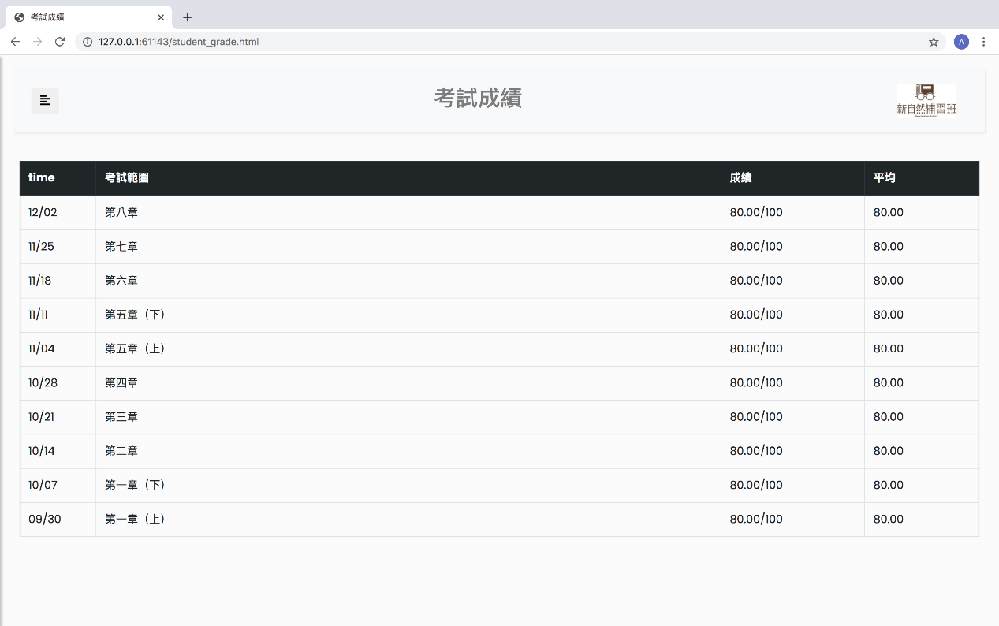 考試成績
127.0.0.1:61143/student_grade.html
A
考試成績
新自然補習班
time 考試範圍 成績 平均
12/02 第八章 80.00/100 80.00
11/25 第七章 80.00/100 80.00
11/18 第六章 80.00/100 80.00
11/11 第五章（下） 80.00/100 80.00
11/04 第五章（上） 80.00/100 80.00
10/28 第四章 80.00/100 80.00
10/21 第三章 80.00/100 80.00
10/14 第二章 80.00/100 80.00
10/07 第一章（下） 80.00/100 80.00
09/30 第一章（上） 80.00/100 80.00